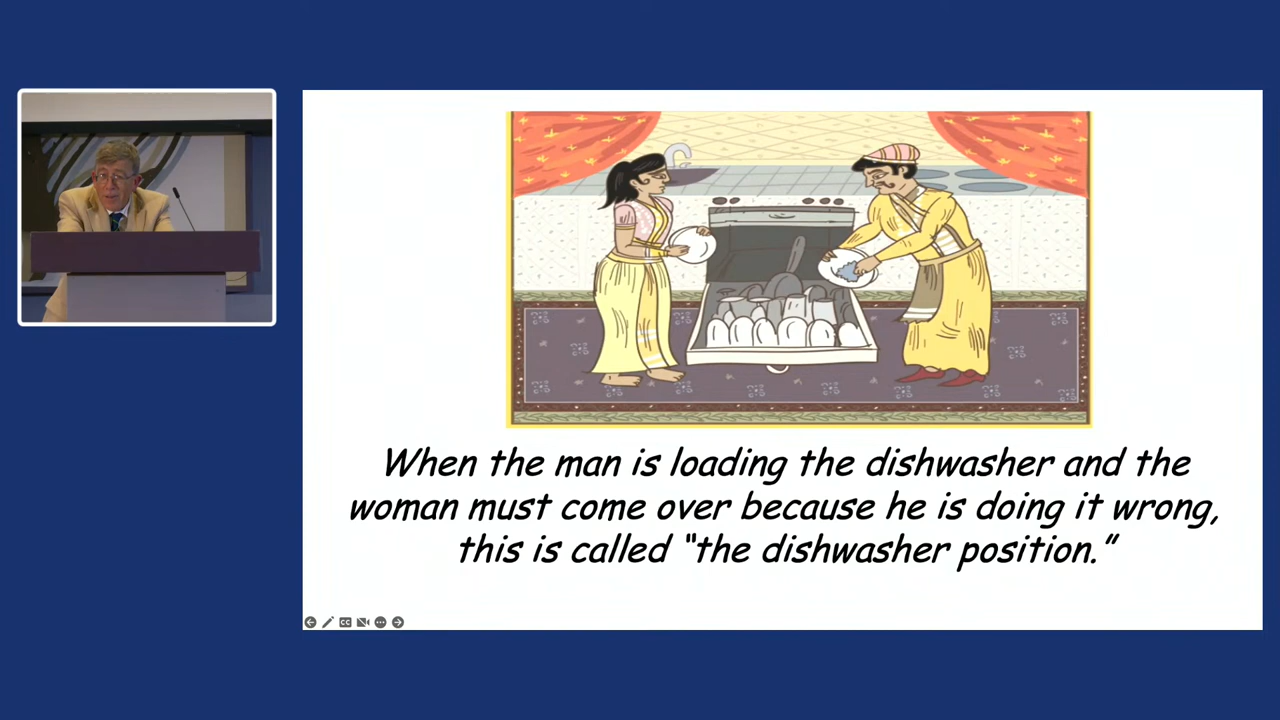 When the man is loading the dishwasher and the
woman must come over because he is doing it wrong,
this is called “the dishwasher position.”
CC